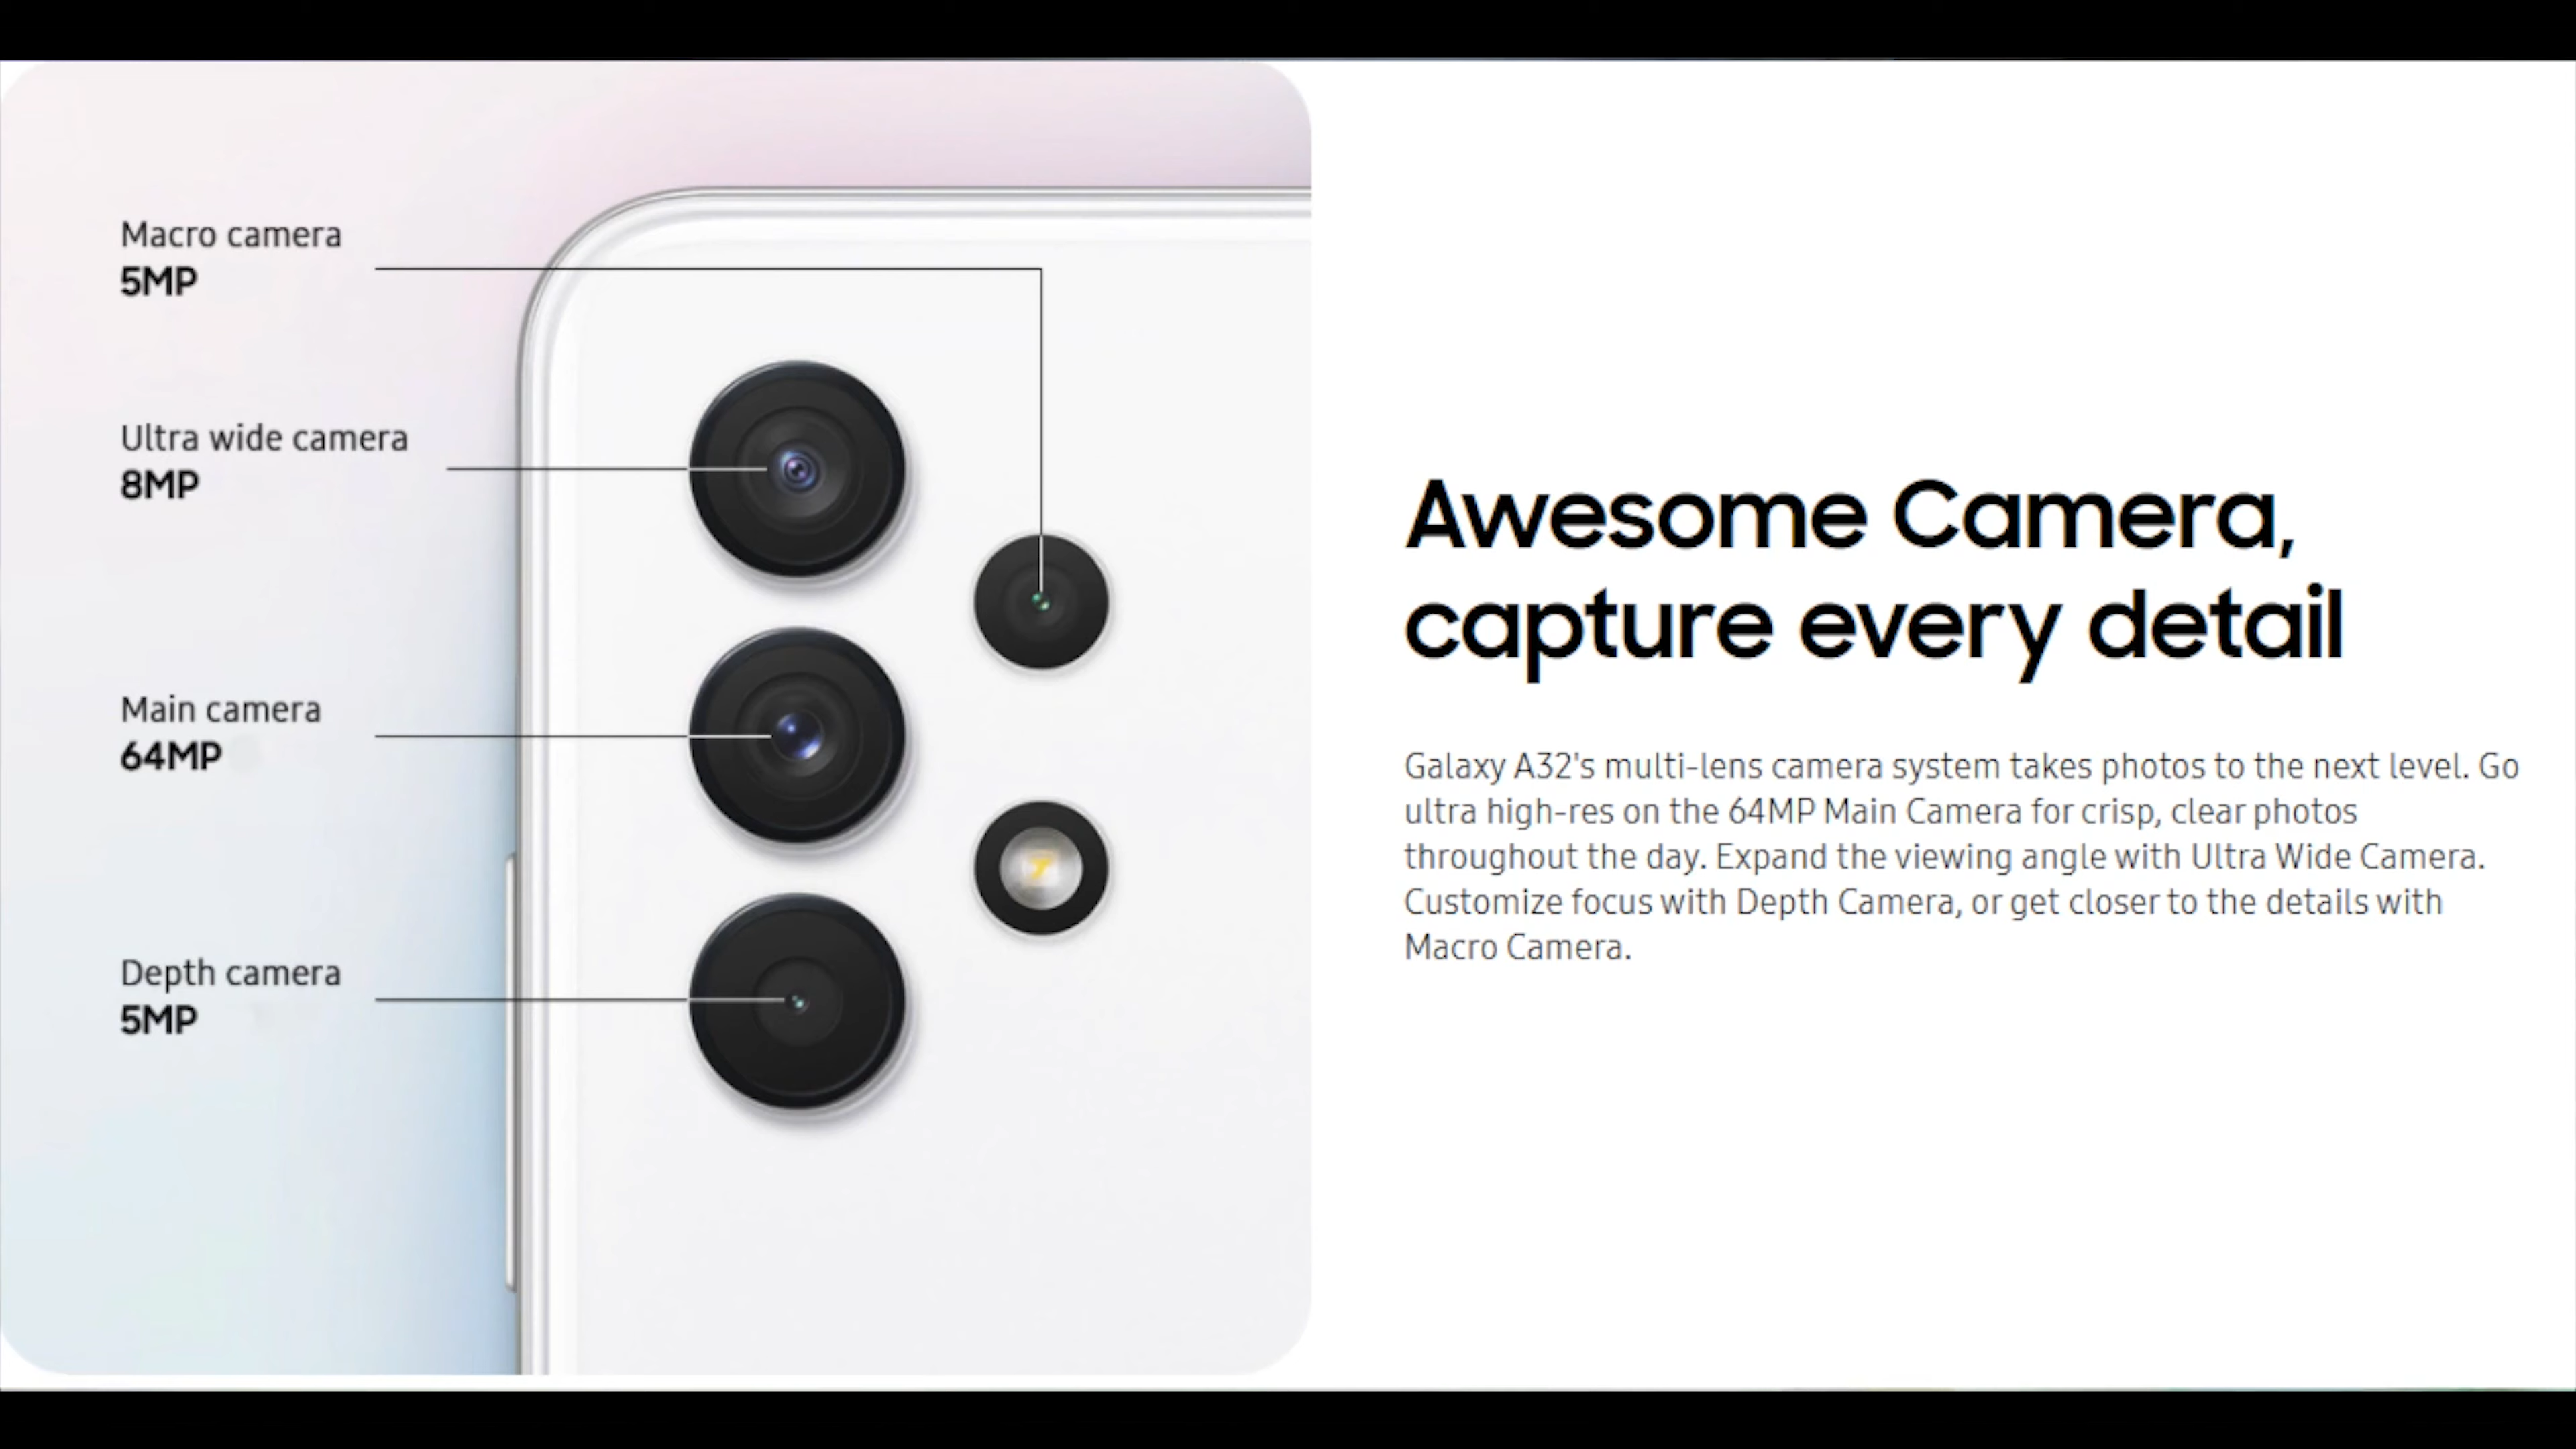 Macro camera
5MP
Ultra wide camera
8MP
Main camera
64MP
Depth camera
5MP
Awesome Camera,
capture every detail
Galaxy A32's multi-lens camera system takes photos to the next level. Go
ultra high-res on the 64MP Main Camera for crisp, clear photos
throughout the day. Expand the viewing angle with Ultra Wide Camera.
Customize focus with Depth Camera, or get closer to the details with
Macro Camera.